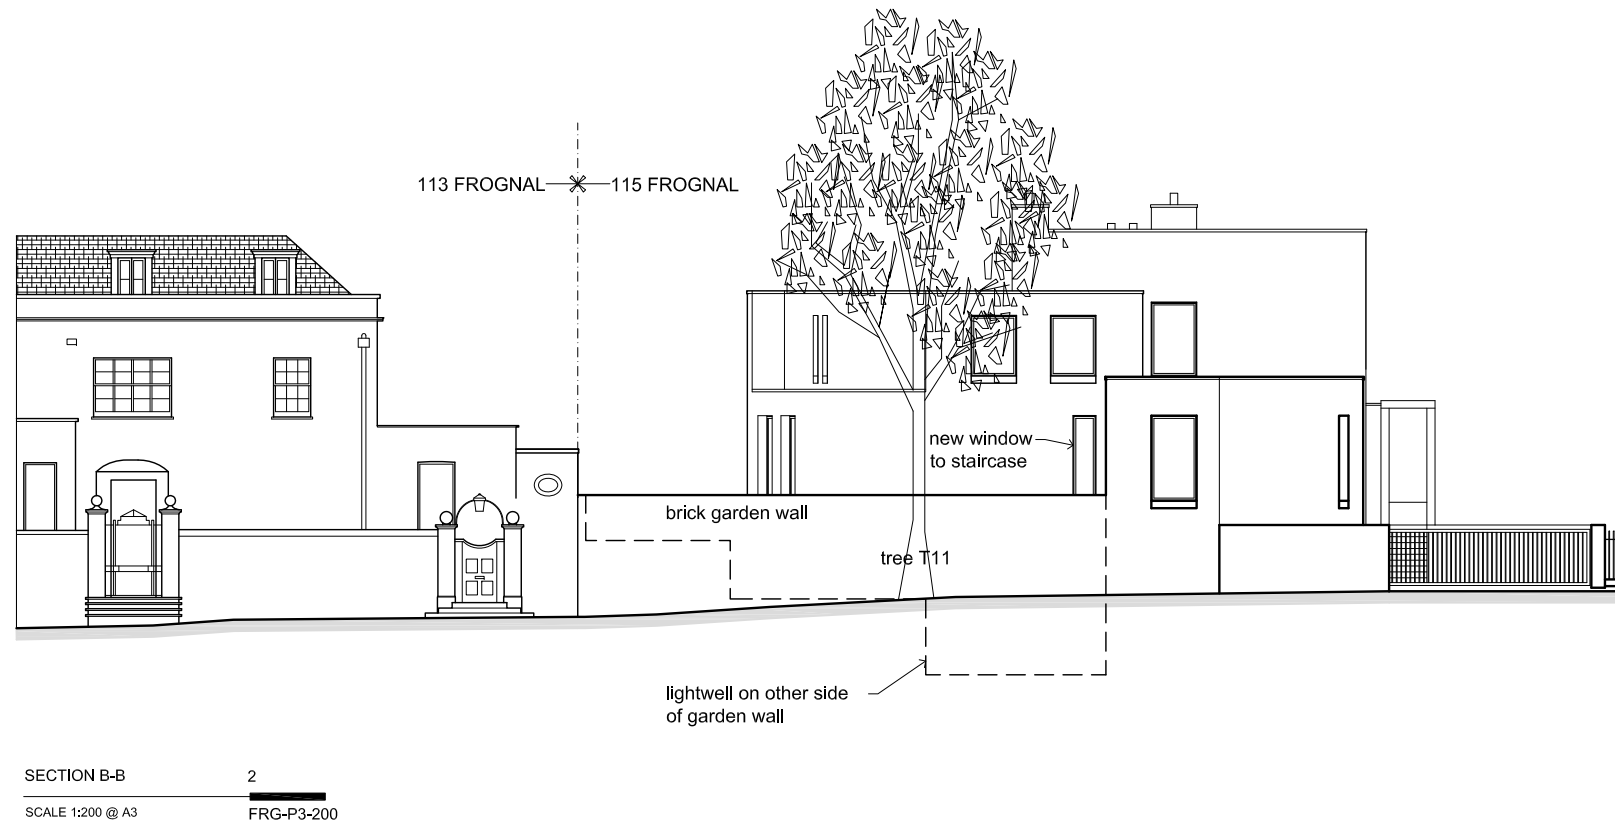 113 FROGNAL
115 FROGNAL
new window
to staircase
brick garden wall
tree T11
lightwell on other side
of garden wall
SECTION B-B
2
SCALE 1:200 @ A3
FRG-P3-200